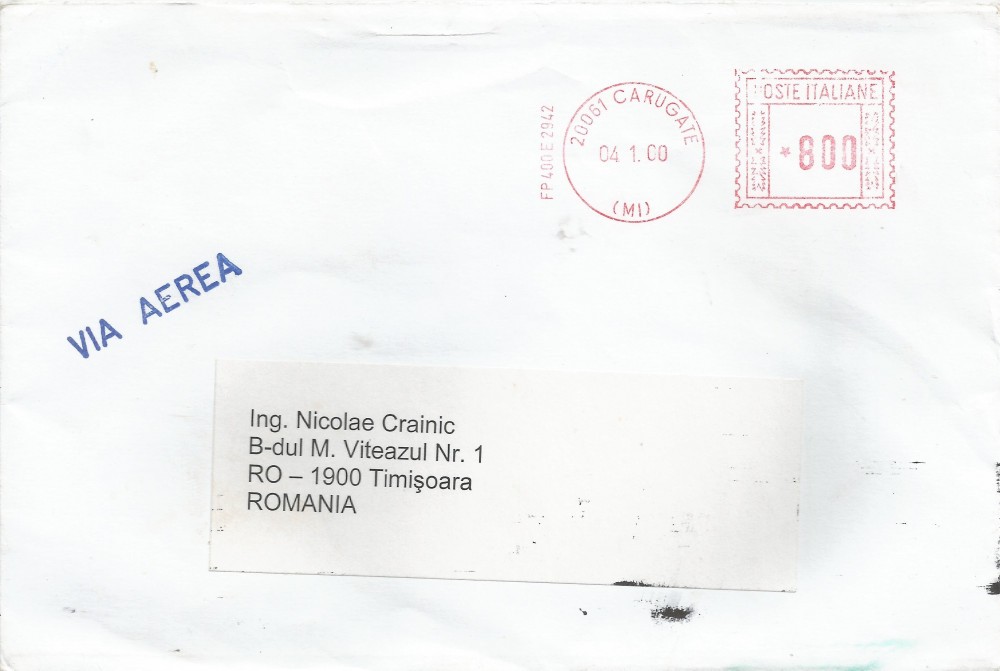 FP 400 E 2942
20061 CARUGATE
04 1. 00
(MI)
POSTE ITALIANE
*800
VIA AEREA
Ing. Nicolae Crainic
B-dul M. Viteazul Nr. 1
RO – 1900 Timişoara
ROMANIA